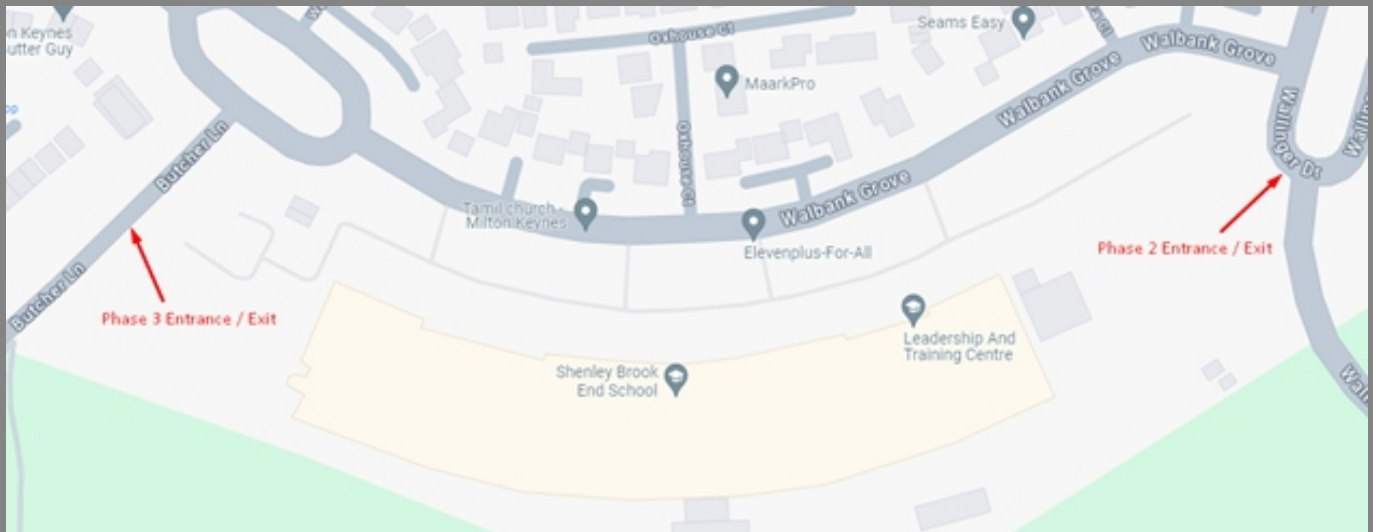 n Keynes
utter Guy
Oxhouse Ct
Seams Easy
Walbank Grove
MaarkPro
Walbank Grove
Wallinger Dr
Butcher Ln
Oxhouse Ct
Tamil church -
Milton Keynes
Walbank Grove
Elevenplus-For-All
Phase 2 Entrance / Exit
Butcher Ln
Phase 3 Entrance / Exit
Leadership And
Training Centre
Shenley Brook
End School